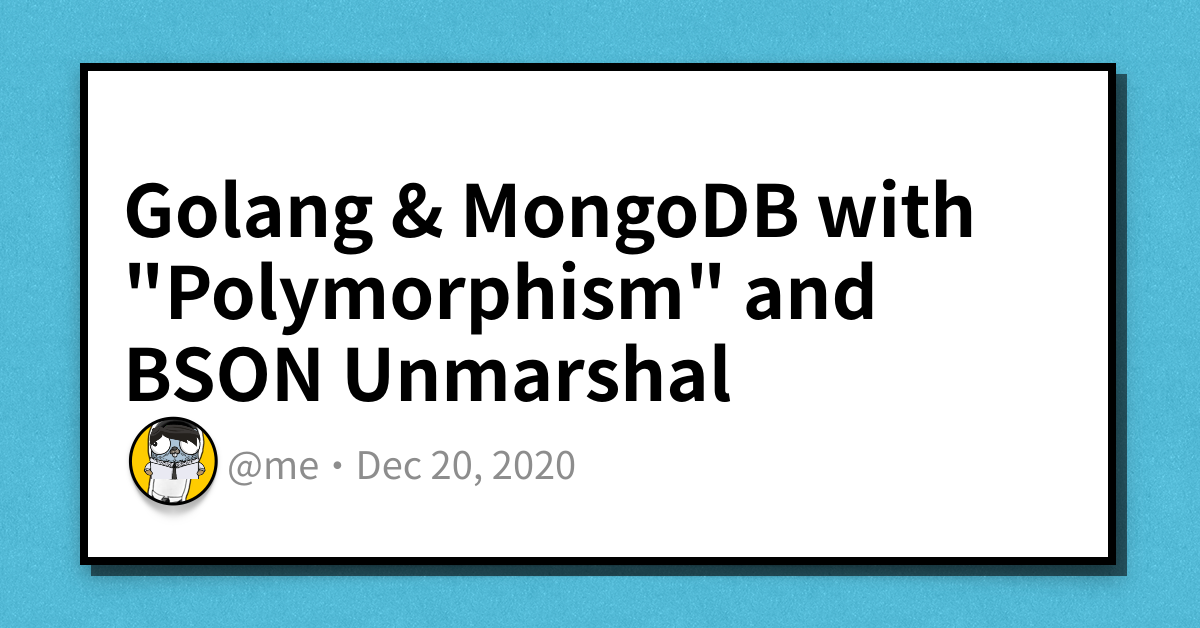 Golang & MongoDB with
"Polymorphism" and
BSON Unmarshal
@me • Dec 20, 2020